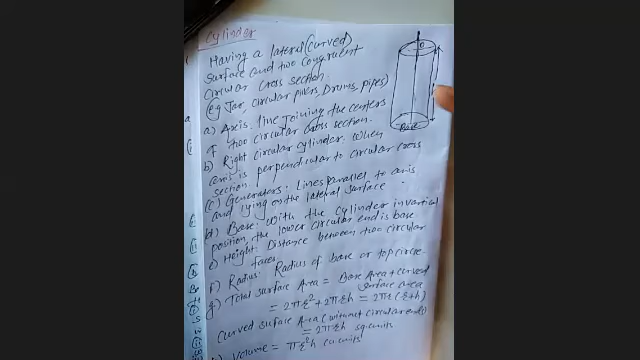 Cylinder
Having a lateral (curved)
surface and two congruent
circular cross section.
eg Jar, circular pillers, Drums, pipes)
a) Axis: line Joining the centers
of two circular cross section.
b) Right circular cylinder: When
axis is perpendicular to circular cross
section
(c) Generators: Lines parallel to axis
and lying on the lateral surface
d) Base: With the cylinder in vertical
position, the lower circular end is base
e) Height: Distance between two circular
faces
f) Radius: Radius of base or top circle
g) Total surface Area = Base Area + curved
surface area
= 2πr² + 2πrh = 2πr(r+h)
Curved surface Area (without circular ends)
= 2πrh sq. units
Volume = πr²h cu. units
Base